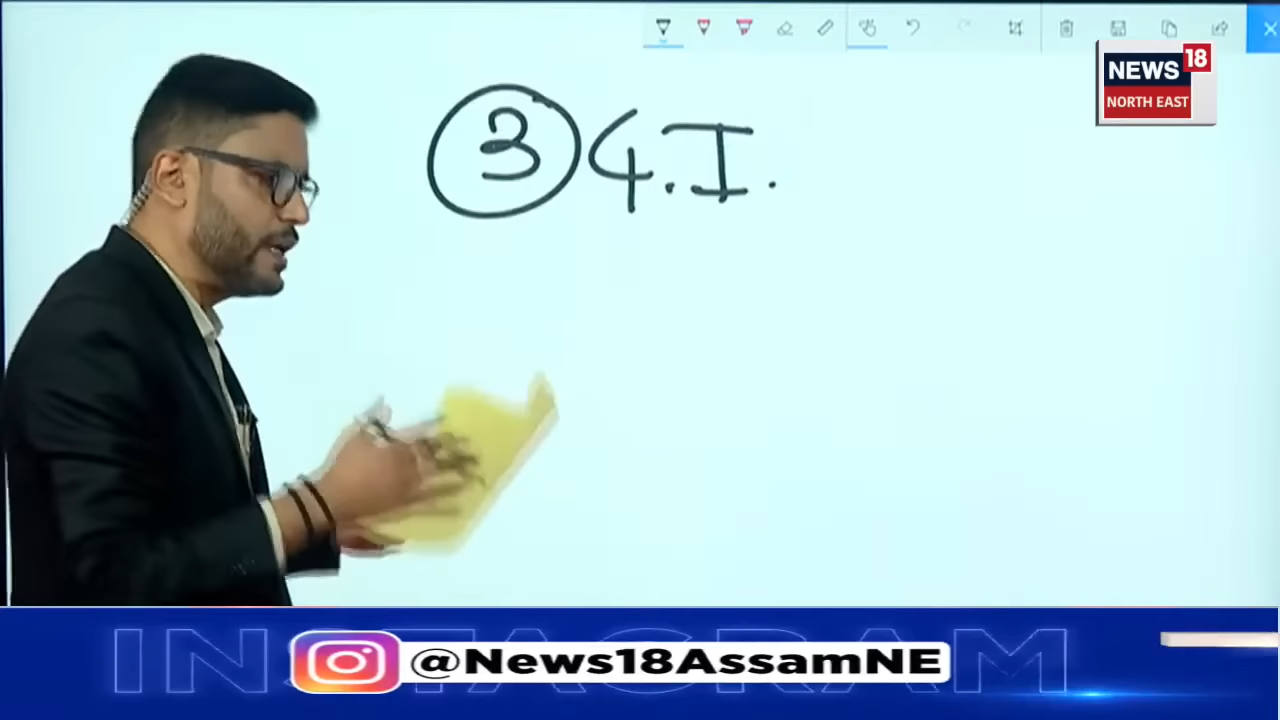 NEWS 18
NORTH EAST
3 4.I.
INSTAGRAM
@News18AssamNE